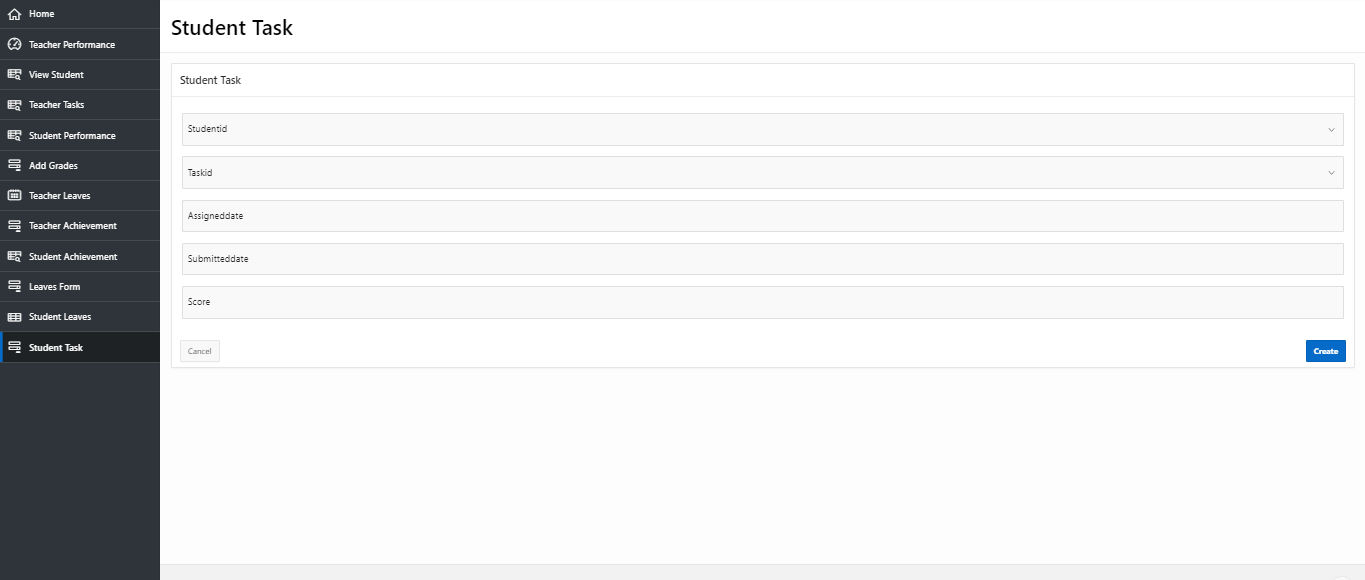 Home
Teacher Performance
View Student
Teacher Tasks
Student Performance
Add Grades
Teacher Leaves
Teacher Achievement
Student Achievement
Leaves Form
Student Leaves
Student Task
Student Task
Student Task
Studentid
Taskid
Assigneddate
Submitteddate
Score
Cancel
Create